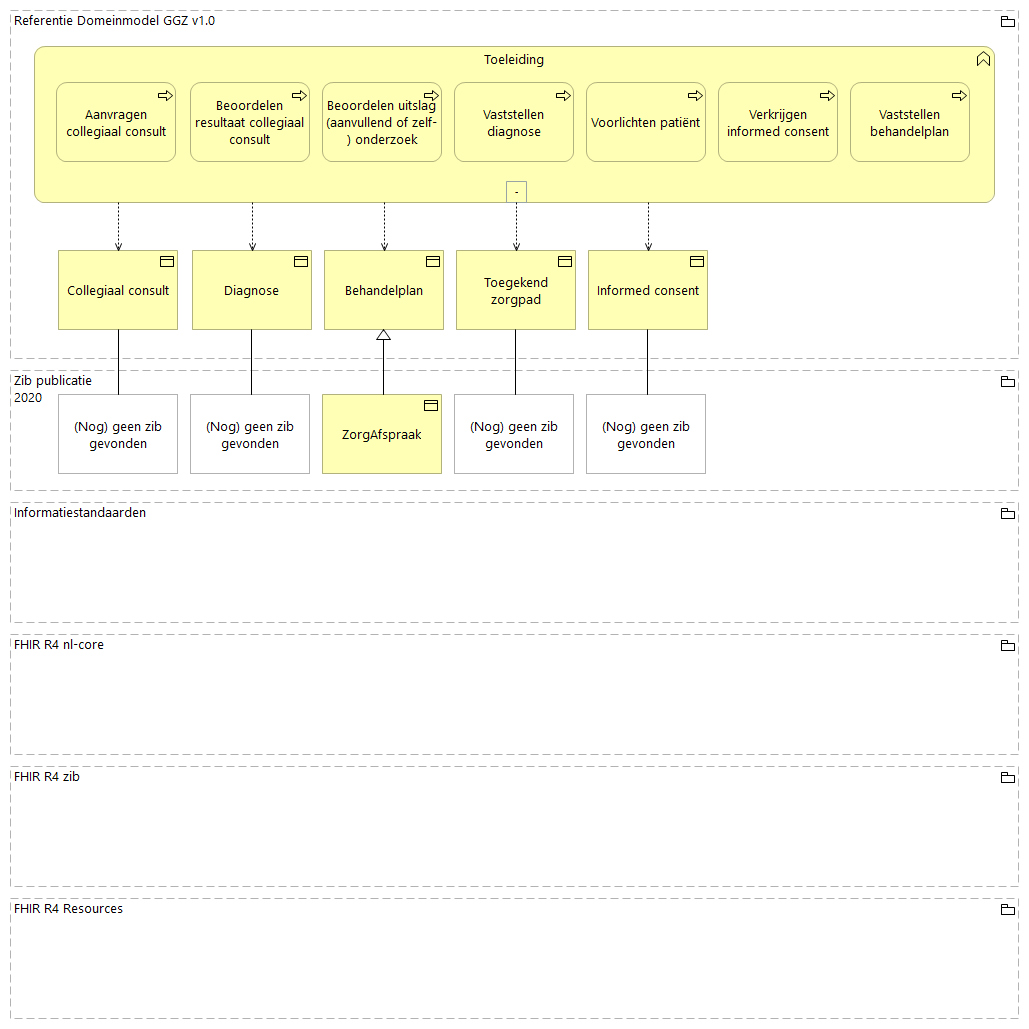 Referentie Domeinmodel GGZ v1.0
Toeleiding
Aanvragen
collegiaal consult
Beoordelen
resultaat collegiaal
consult
Beoordelen uitslag
(aanvullend of zelf-
) onderzoek
Vaststellen
diagnose
Voorlichten patiënt
Verkrijgen
informed consent
Vaststellen
behandelplan
-
Collegiaal consult
Diagnose
Behandelplan
Toegekend
zorgpad
Informed consent
Zib publicatie
2020
(Nog) geen zib
gevonden
(Nog) geen zib
gevonden
ZorgAfspraak
(Nog) geen zib
gevonden
(Nog) geen zib
gevonden
Informatiestandaarden
FHIR R4 nl-core
FHIR R4 zib
FHIR R4 Resources